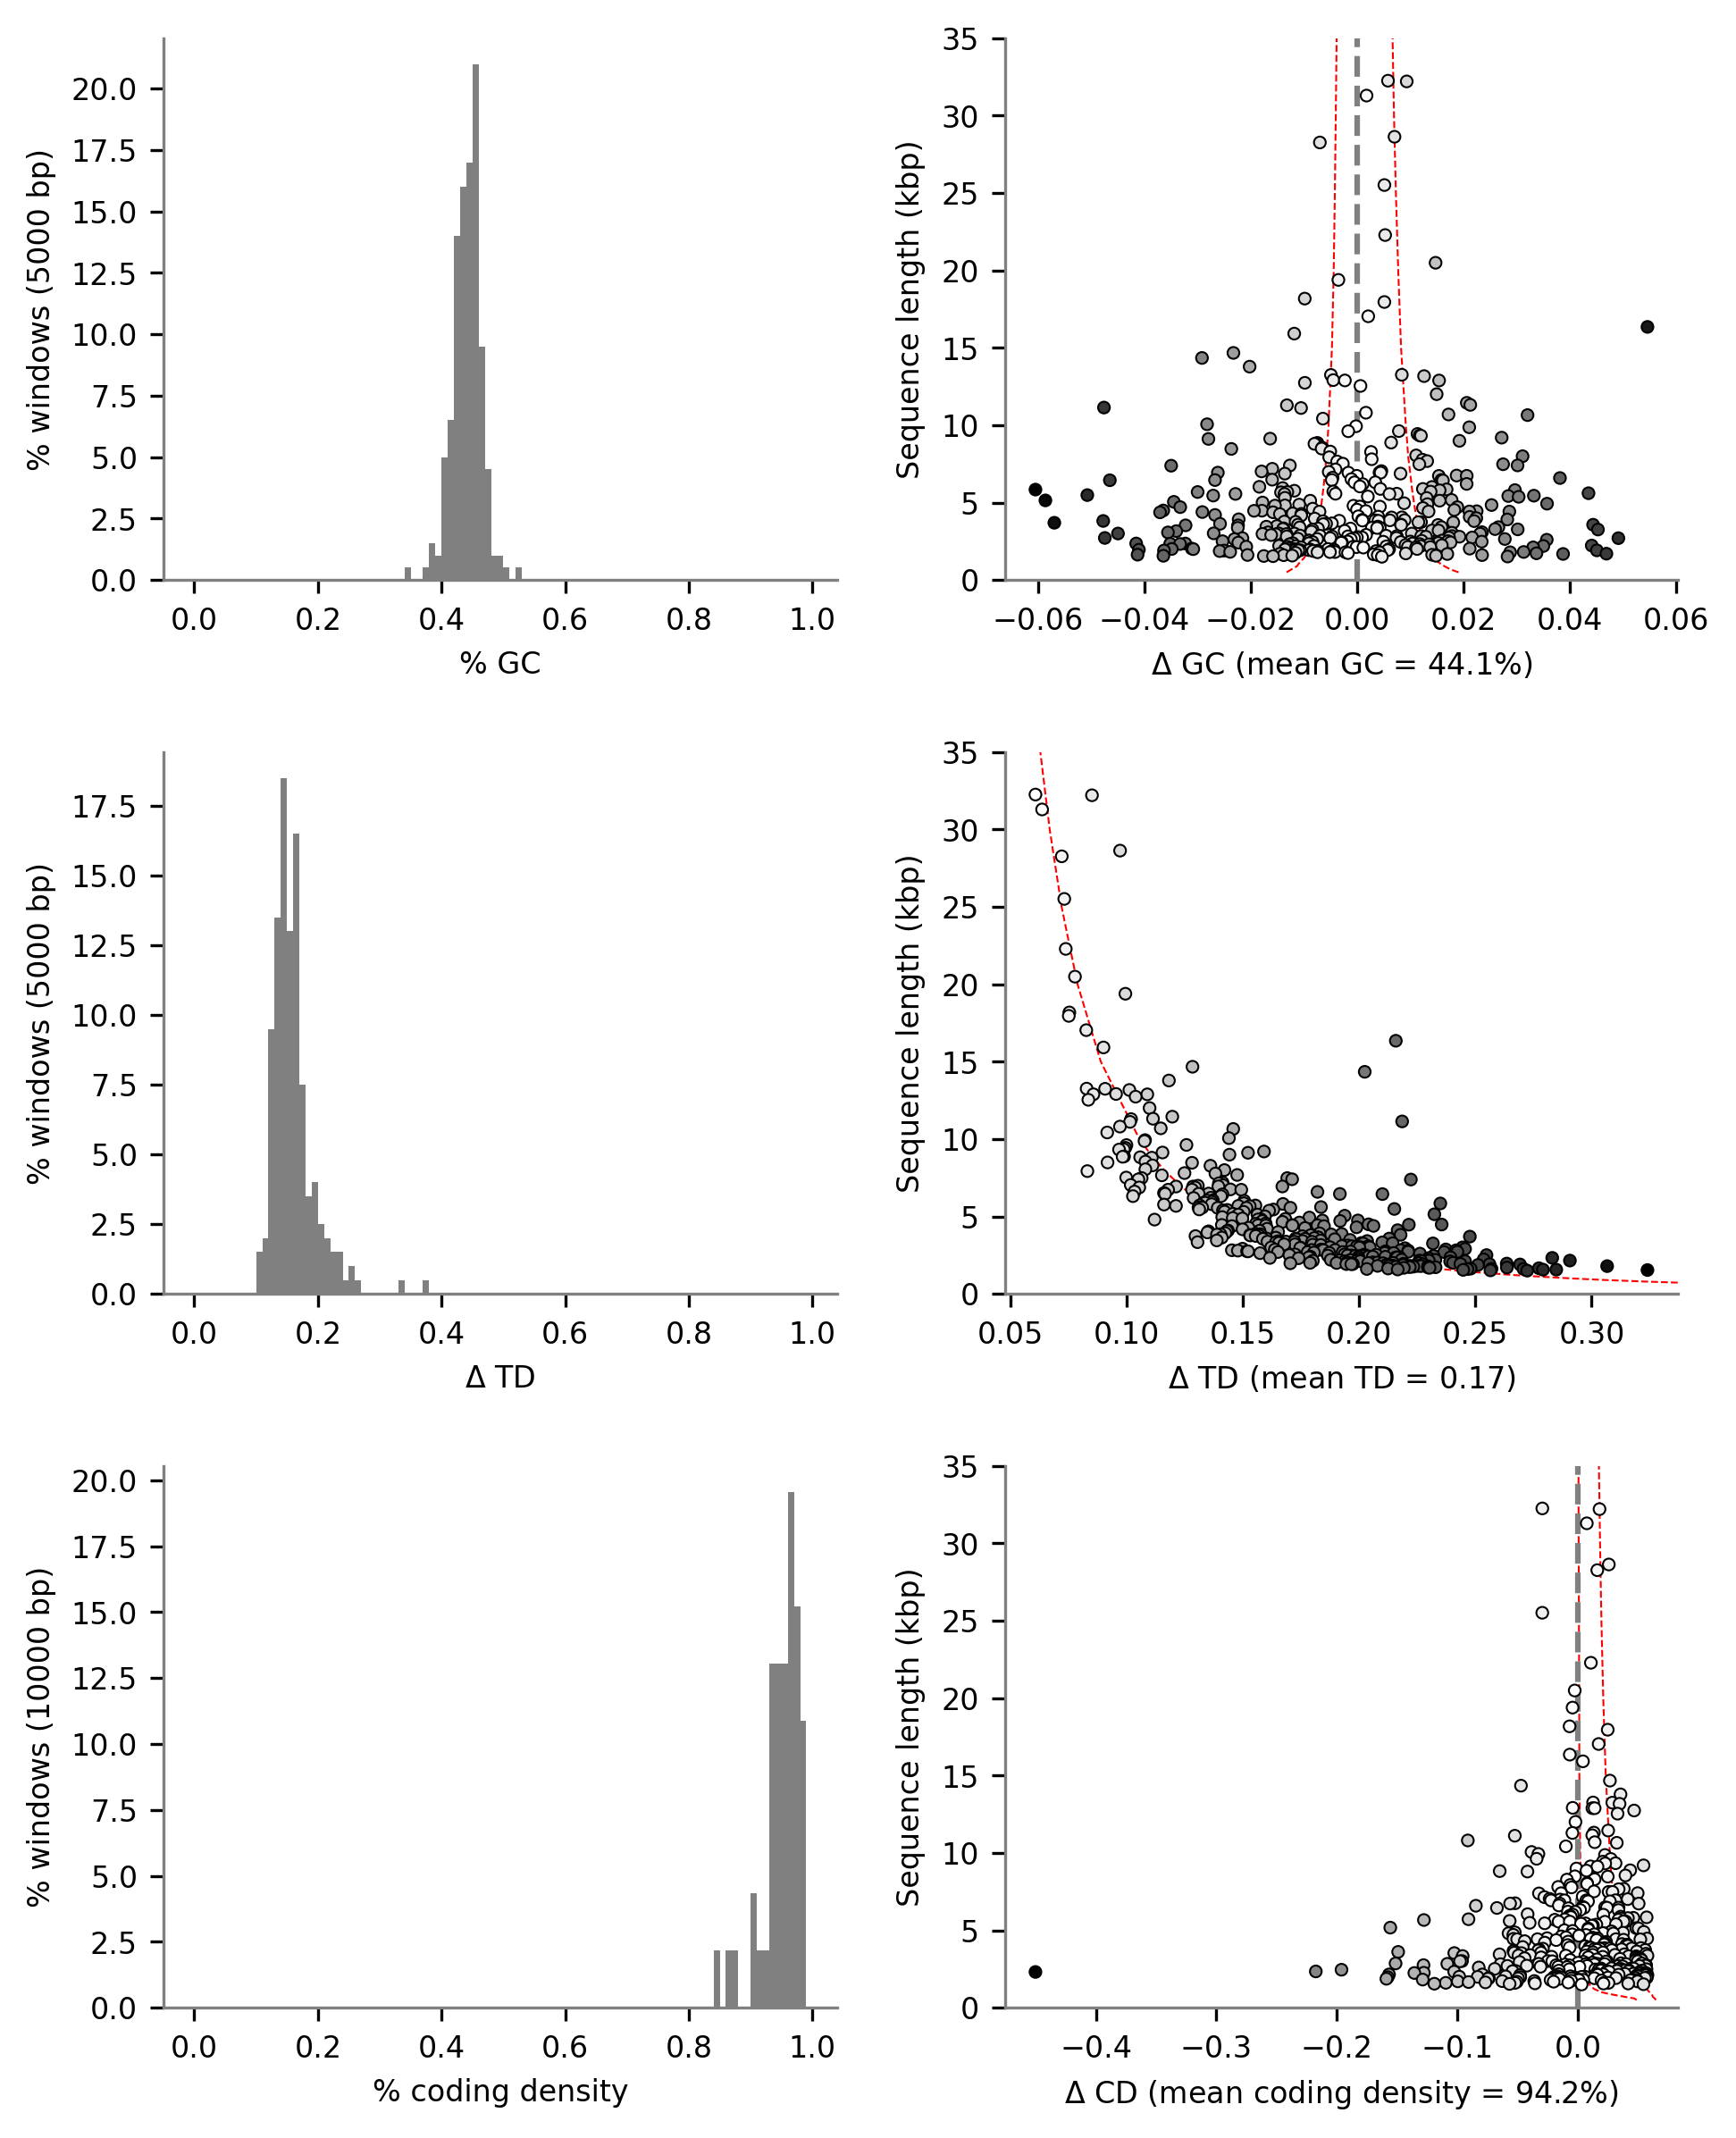 % windows (5000 bp)
20.0
17.5
15.0
12.5
10.0
7.5
5.0
2.5
0.0
0.0 0.2 0.4 0.6 0.8 1.0
% GC
Sequence length (kbp)
35
30
25
20
15
10
5
0
−0.06 −0.04 −0.02 0.00 0.02 0.04 0.06
Δ GC (mean GC = 44.1%)
% windows (5000 bp)
17.5
15.0
12.5
10.0
7.5
5.0
2.5
0.0
0.0 0.2 0.4 0.6 0.8 1.0
Δ TD
Sequence length (kbp)
35
30
25
20
15
10
5
0
0.05 0.10 0.15 0.20 0.25 0.30
Δ TD (mean TD = 0.17)
% windows (10000 bp)
20.0
17.5
15.0
12.5
10.0
7.5
5.0
2.5
0.0
0.0 0.2 0.4 0.6 0.8 1.0
% coding density
Sequence length (kbp)
35
30
25
20
15
10
5
0
−0.4 −0.3 −0.2 −0.1 0.0
Δ CD (mean coding density = 94.2%)